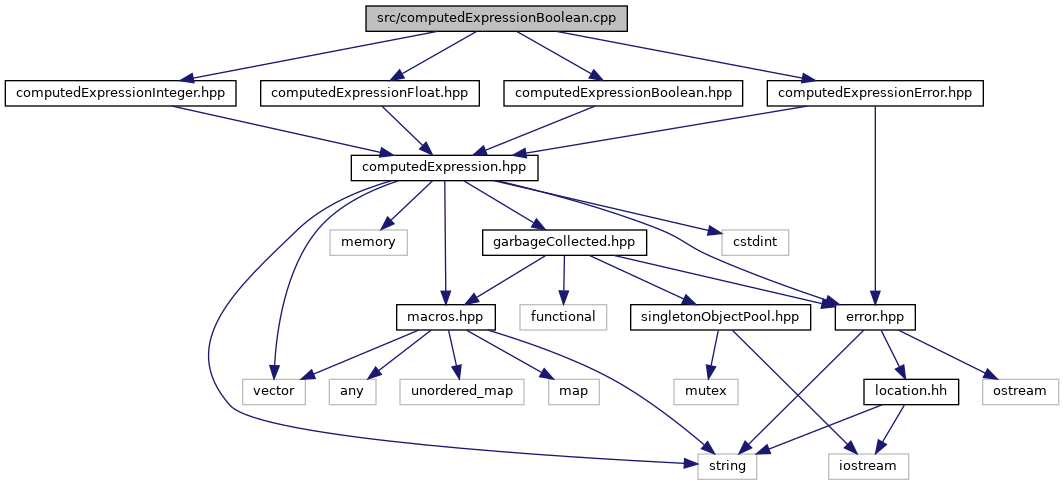 src/computedExpressionBoolean.cpp
computedExpressionInteger.hpp
computedExpressionFloat.hpp
computedExpressionBoolean.hpp
computedExpressionError.hpp
computedExpression.hpp
memory
garbageCollected.hpp
cstdint
macros.hpp
functional
singletonObjectPool.hpp
error.hpp
vector
any
unordered_map
map
mutex
location.hh
ostream
string
iostream